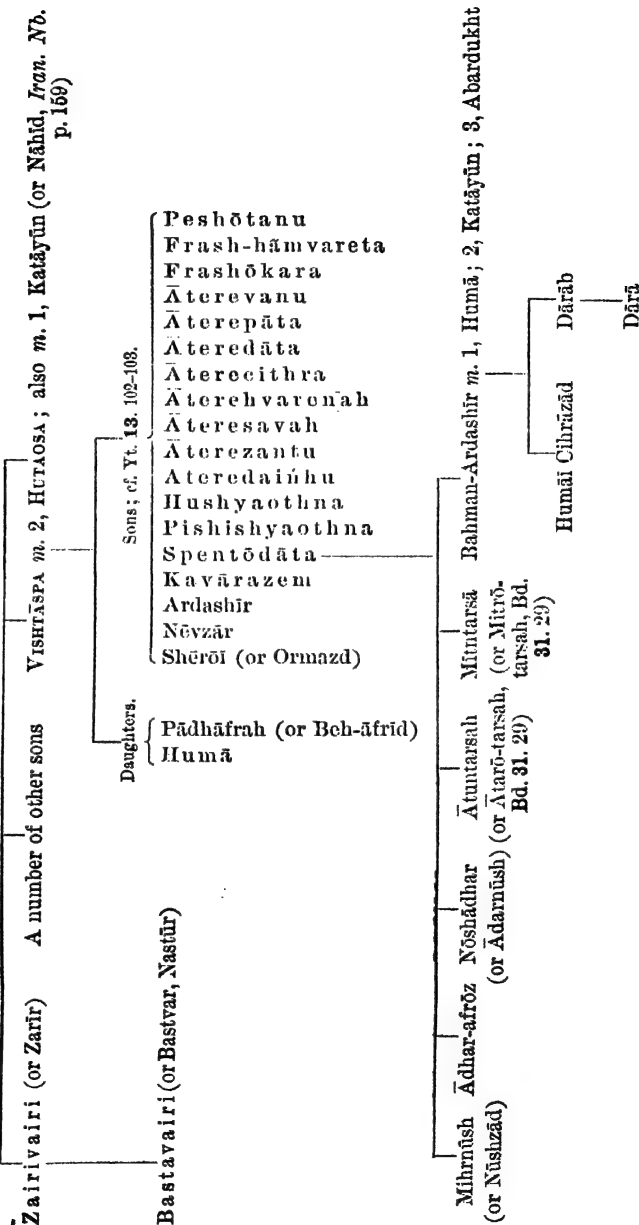 Zairivairi (or Zarīr)
A number of other sons
VISHTĀSPA m. 2, HUTAOSA; also m. 1, Katāyūn (or Nāhīd, Iran. Nb.
p. 159)
Bastavairi (or Bastvar, Nastūr)
Daughters.
Pādhāfrah (or Beh-āfrīd)
Humā
Sons; cf. Yt. 13. 102-103.
Peshōtanu
Frash-hāmvareta
Frashōkara
Āterevanu
Āterepāta
Āteredāta
Āterecithra
Āterehvarenah
Āteresavah
Āterezantu
Āteredaińhu
Hushyaothna
Pishishyaothna
Spentōdāta
Kavārazem
Ardashīr
Nēvzār
Shērōī (or Ormazd)
Mihrnūsh
(or Nūshzād)
Ādhar-afrōz
Nōshādhar
(or Ādarnūsh)
Ātuntarsah
(or Ātarō-tarsah,
Bd. 31. 29)
Mitntarsā
(or Mitrō-
tarsah, Bd.
31. 29)
Bahman-Ardashīr m. 1, Humā; 2, Katāyūn; 3, Abardukht
Humāi Cihrāzād
Dārāb
Dārā